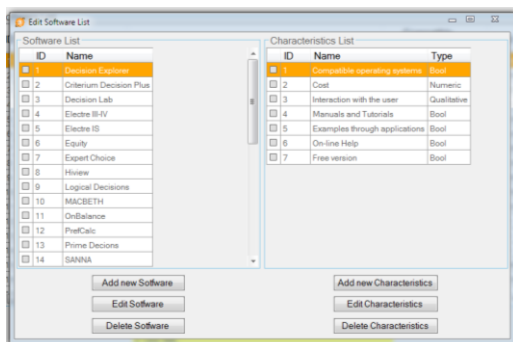 Edit Software List
Software List
ID Name
1 Decision Explorer
2 Criterium Decision Plus
3 Decision Lab
4 Electre III-IV
5 Electre IS
6 Equity
7 Expert Choice
8 Hiview
9 Logical Decisions
10 MACBETH
11 OnBalance
12 PrefCalc
13 Prime Decions
14 SANNA
Add new Software
Edit Software
Delete Software
Characteristics List
ID Name Type
1 Compatible operating systems Bool
2 Cost Numeric
3 Interaction with the user Qualitative
4 Manuals and Tutorials Bool
5 Examples through applications Bool
6 On-line Help Bool
7 Free version Bool
Add new Characteristics
Edit Characteristics
Delete Characteristics